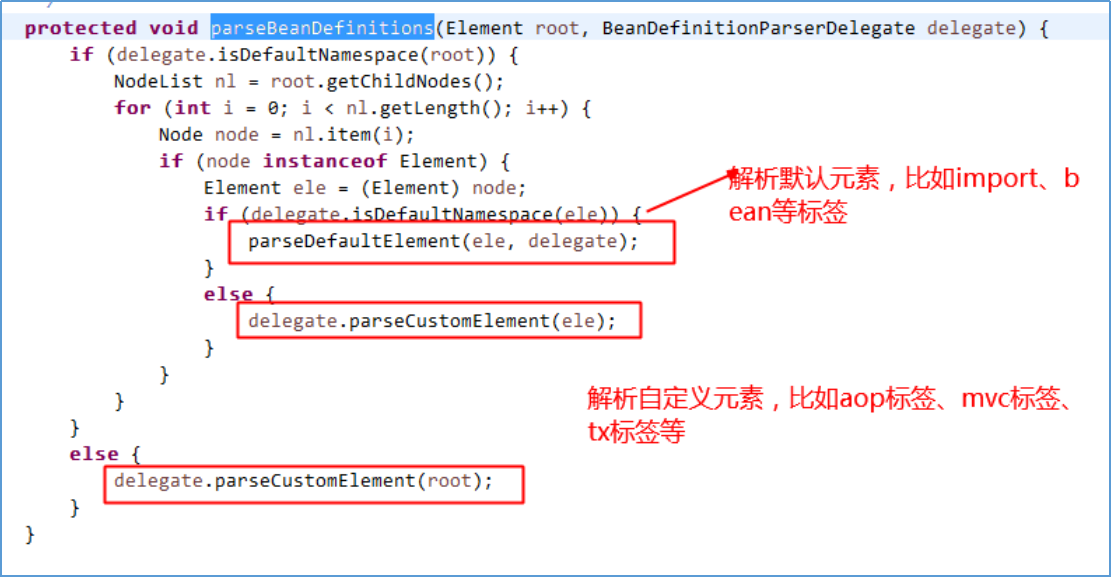 protected void parseBeanDefinitions(Element root, BeanDefinitionParserDelegate delegate) {
if (delegate.isDefaultNamespace(root)) {
NodeList nl = root.getChildNodes();
for (int i = 0; i < nl.getLength(); i++) {
Node node = nl.item(i);
if (node instanceof Element) {
Element ele = (Element) node;
if (delegate.isDefaultNamespace(ele)) {
parseDefaultElement(ele, delegate);
}
else {
delegate.parseCustomElement(ele);
}
}
}
}
else {
delegate.parseCustomElement(root);
}
}
解析默认元素，比如import、b
ean等标签
解析自定义元素，比如aop标签、mvc标签、
tx标签等